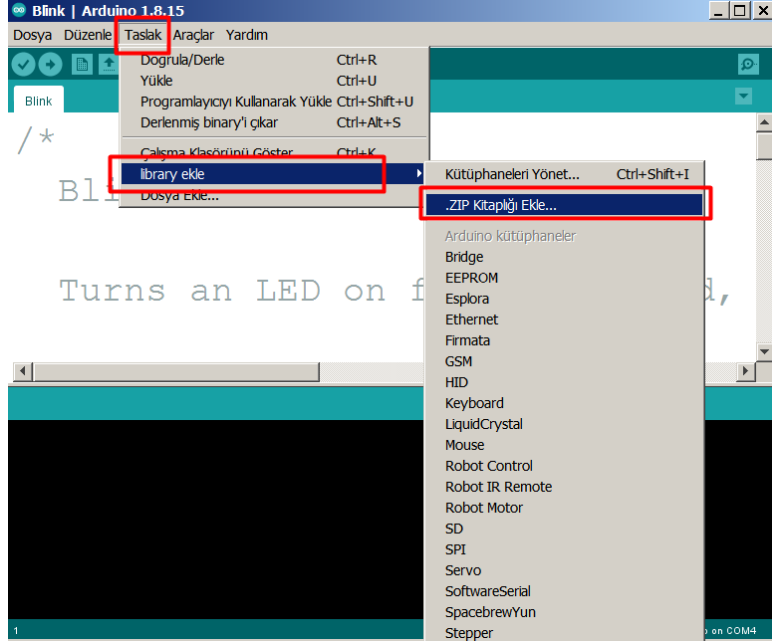 Blink | Arduino 1.8.15
Dosya Düzenle Taslak Araçlar Yardım
Doğrula/Derle Ctrl+R
Yükle Ctrl+U
Programlayıcıyı Kullanarak Yükle Ctrl+Shift+U
Derlenmiş binary'i çıkar Ctrl+Alt+S
Çalışma Klasörünü Göster Ctrl+K
library ekle
Dosya Ekle...
Kütüphaneleri Yönet... Ctrl+Shift+I
.ZIP Kitaplığı Ekle...
Arduino kütüphaneler
Bridge
EEPROM
Esplora
Ethernet
Firmata
GSM
HID
Keyboard
LiquidCrystal
Mouse
Robot Control
Robot IR Remote
Robot Motor
SD
SPI
Servo
SoftwareSerial
SpacebrewYun
Stepper
Blink
/*
Bli
Turns an LED on f d,
1
on COM4